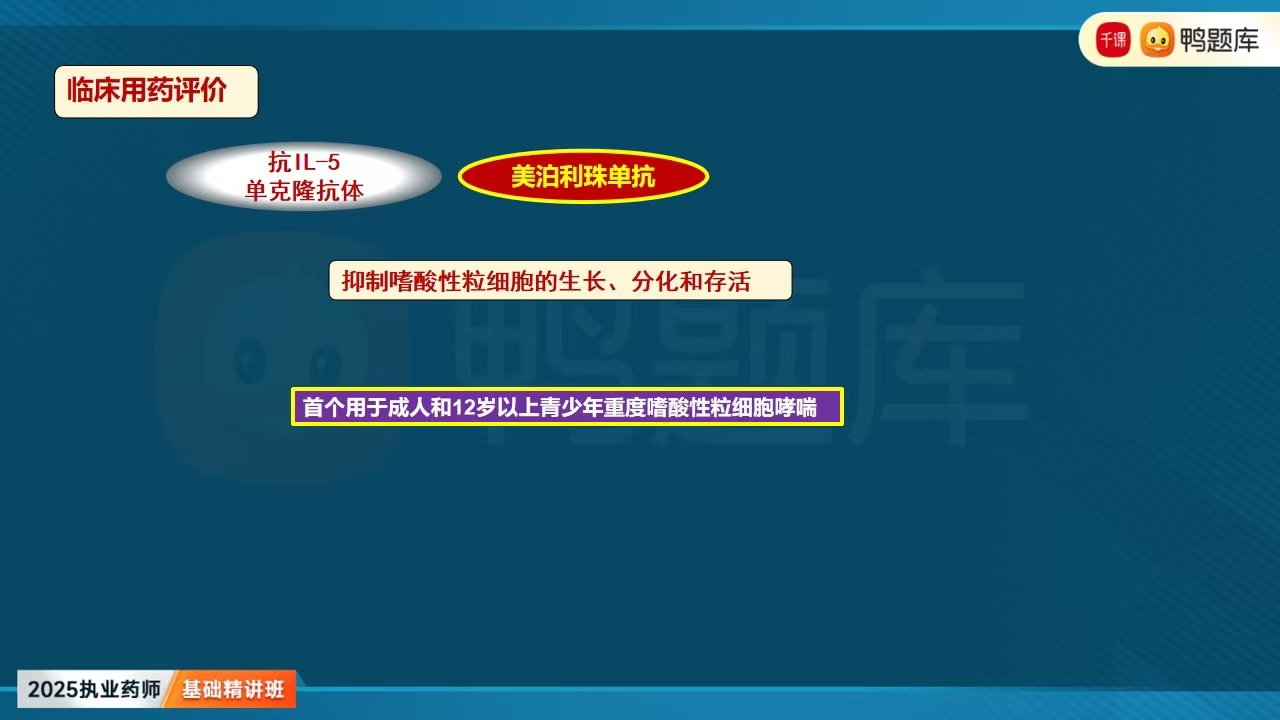 千课 鸭题库
临床用药评价
抗IL-5
单克隆抗体
美泊利珠单抗
抑制嗜酸性粒细胞的生长、分化和存活
鸭题库
首个用于成人和12岁以上青少年重度嗜酸性粒细胞哮喘
2025执业药师 基础精讲班